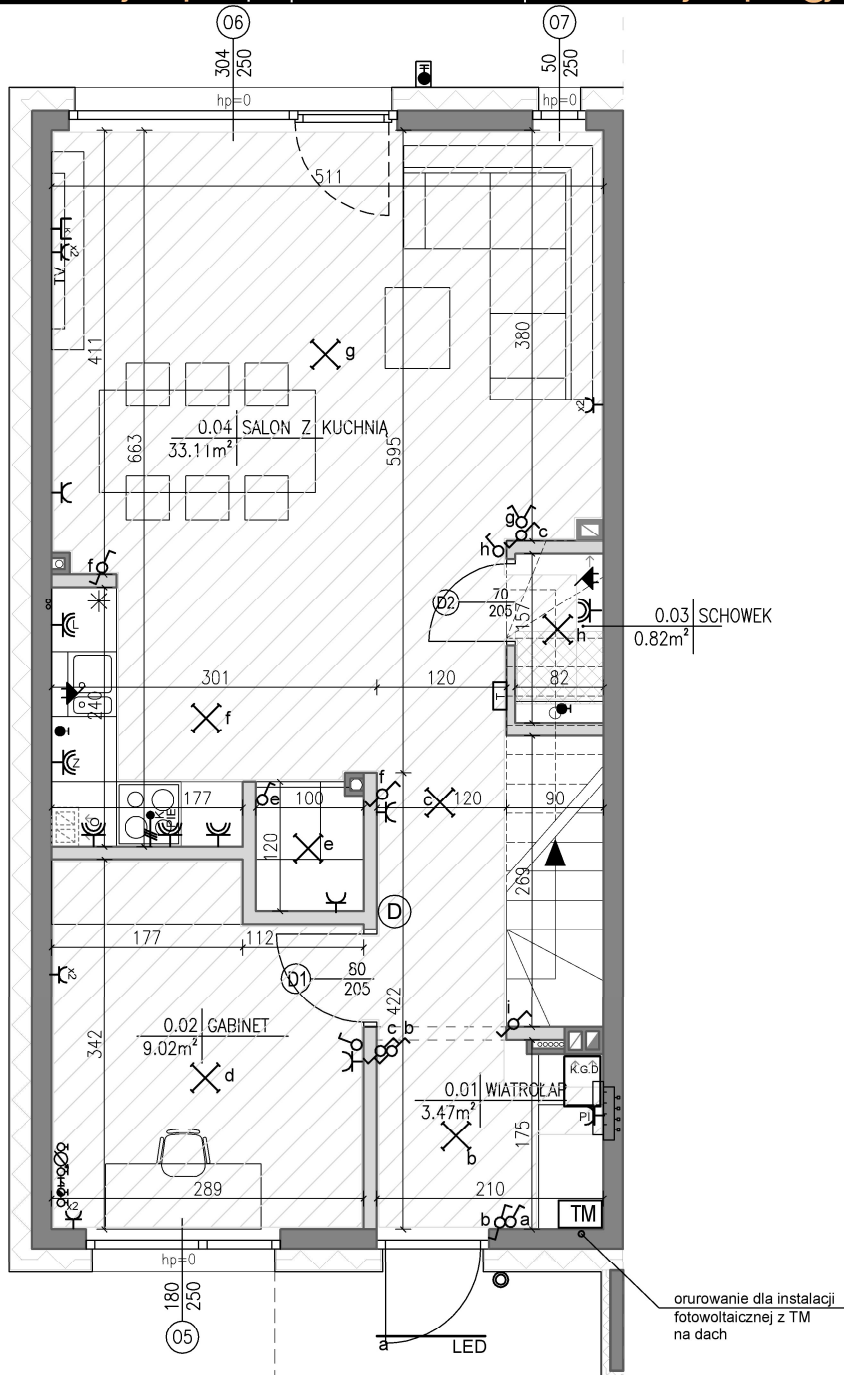 06
07
304
250
50
250
hp=0
hp=0
511
K
x2
TV
411
380
g
x2
0.04 SALON Z KUCHNIĄ
33.11m²
663
595
g
c
h
f
D2
70
205
157
h
0.03 SCHOWEK
0.82m²
L
301
120
82
T
240
f
Z
177
e
100
f
c
120
90
O
120
e
269
D
177
112
D1
80
205
x2
422
i
c b
342
0.02 GABINET
9.02m²
d
K.G.D
0.01 WIATROŁAP
3.47m²
PI
175
b
289
210
x2
b
a
TM
hp=0
180
250
05
orurowanie dla instalacji
fotowoltaicznej z TM
na dach
a
LED